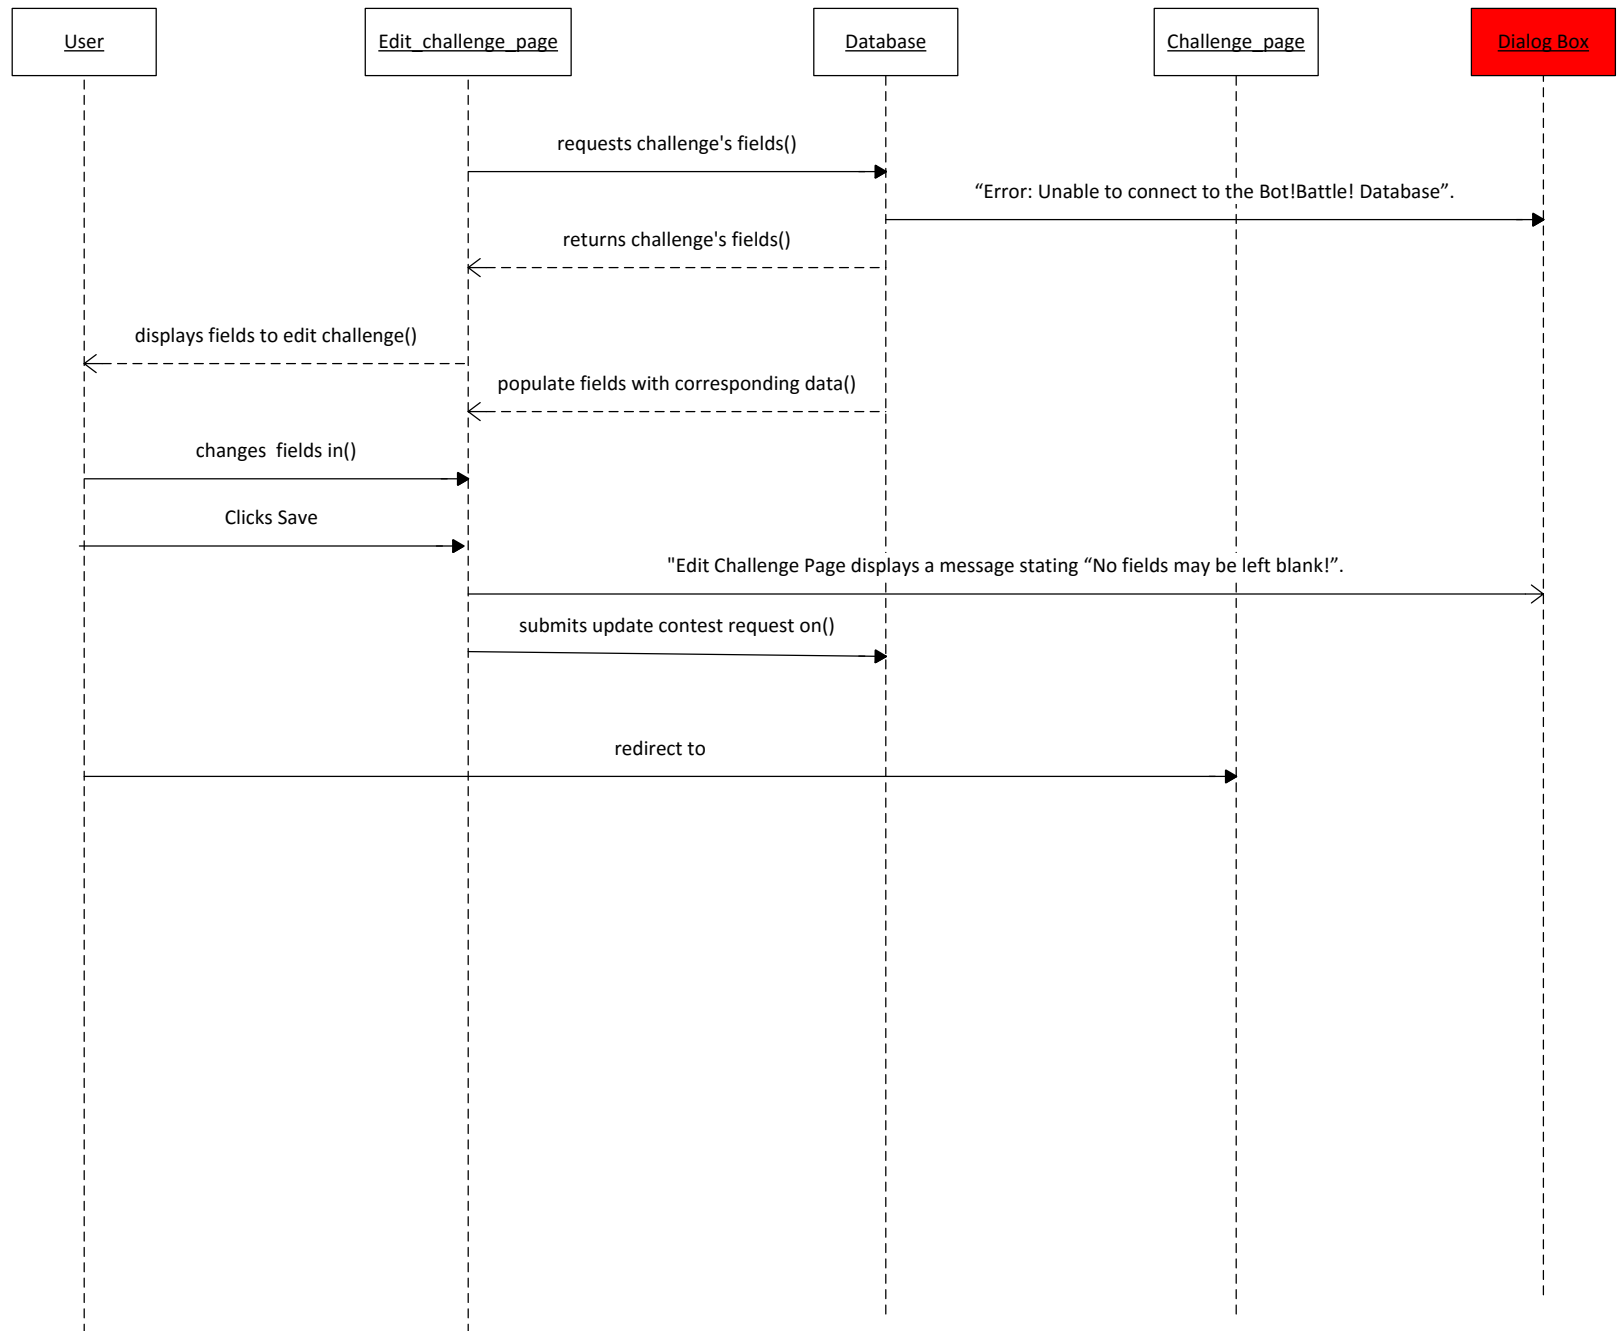 User
Edit_challenge_page
Database
Challenge_page
Dialog Box
requests challenge's fields()
“Error: Unable to connect to the Bot!Battle! Database”.
returns challenge's fields()
displays fields to edit challenge()
populate fields with corresponding data()
changes  fields in()
Clicks Save
"Edit Challenge Page displays a message stating “No fields may be left blank!”.
submits update contest request on()
redirect to